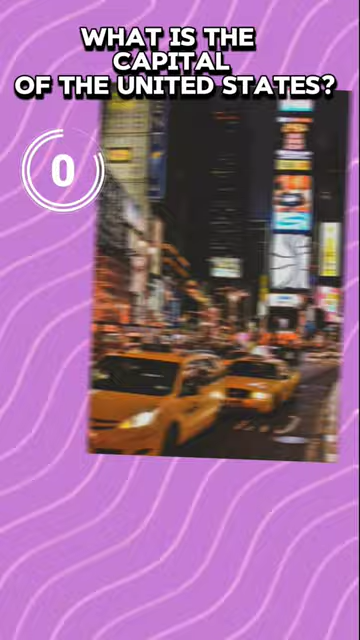 WHAT IS THE
CAPITAL
OF THE UNITED STATES?
0